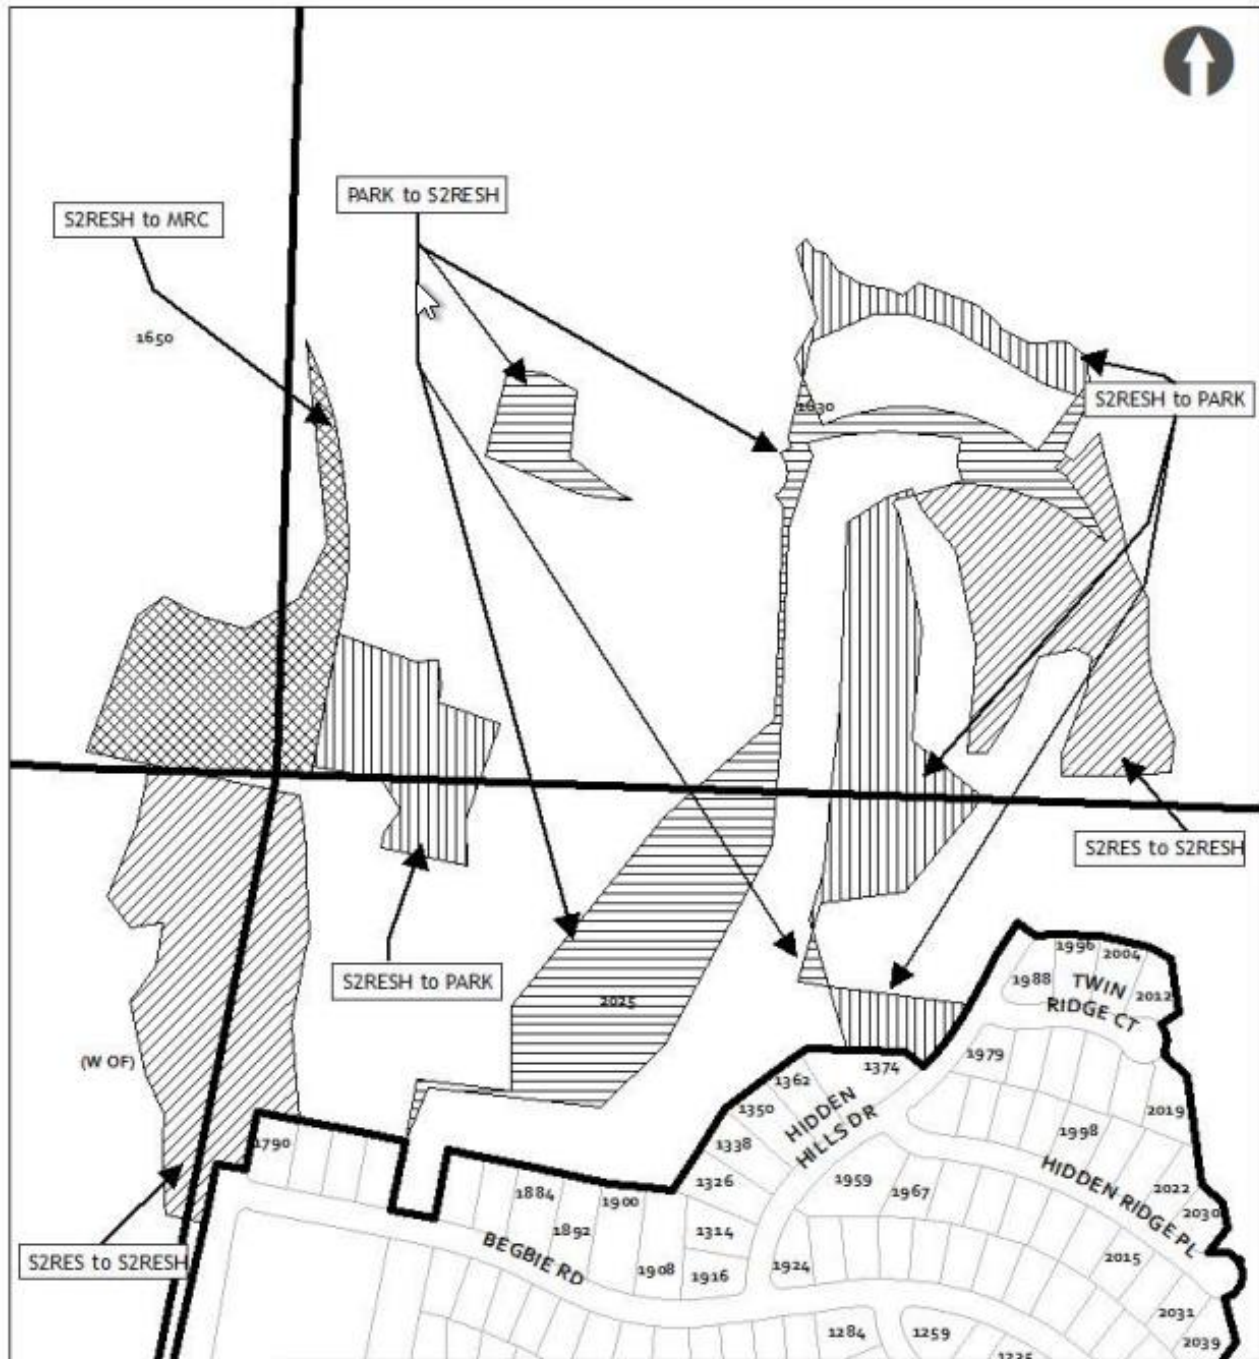 PARK to S2RESH
S2RESH to MRC
1650
S2RESH to PARK
1630
S2RES to S2RESH
S2RESH to PARK
2025
(W OF)
1996
2004
1988
TWIN
RIDGE CT
2012
1979
1374
1362
1350
HIDDEN
HILLS DR
2019
1998
1790
1338
1326
1959
1967
HIDDEN RIDGE PL
2022
2030
1884
1900
1892
1314
BEGBIE RD
1908
1916
1924
2015
S2RES to S2RESH
2031
2039
1284
1259